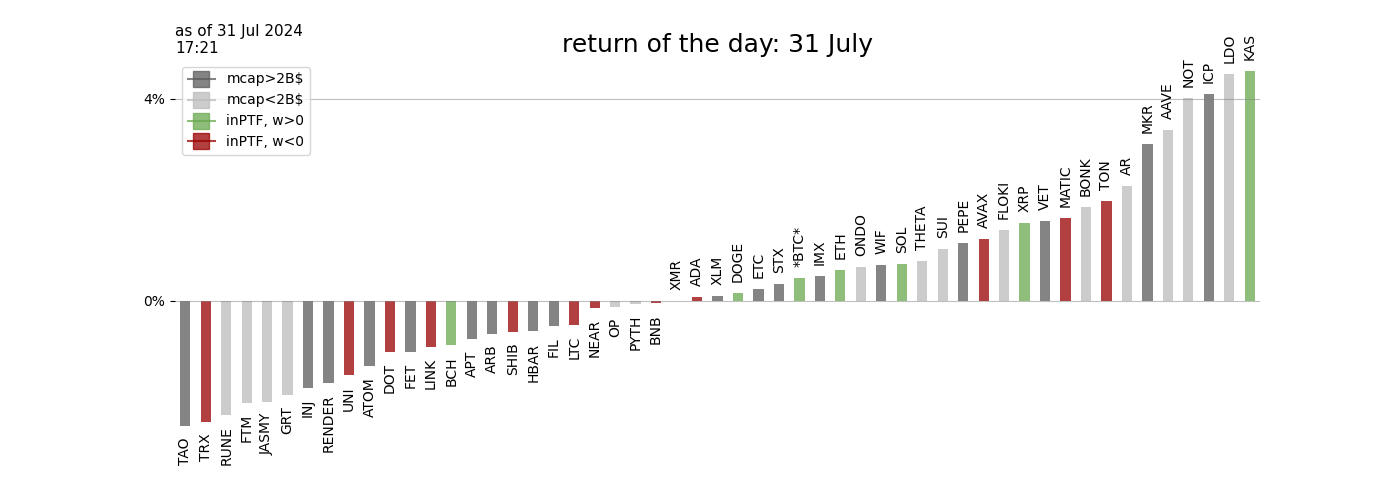 as of 31 Jul 2024
17:21
return of the day: 31 July
mcap>2B$
mcap<2B$
inPTF, w>0
inPTF, w<0
4%
0%
TAO
TRX
RUNE
FTM
JASMY
GRT
INJ
RENDER
UNI
ATOM
DOT
FET
LINK
BCH
APT
ARB
SHIB
HBAR
FIL
LTC
NEAR
OP
PYTH
BNB
XMR
ADA
XLM
DOGE
ETC
STX
*BTC*
IMX
ETH
ONDO
WIF
SOL
THETA
SUI
PEPE
AVAX
FLOKI
XRP
VET
MATIC
BONK
TON
AR
MKR
AAVE
NOT
ICP
LDO
KAS